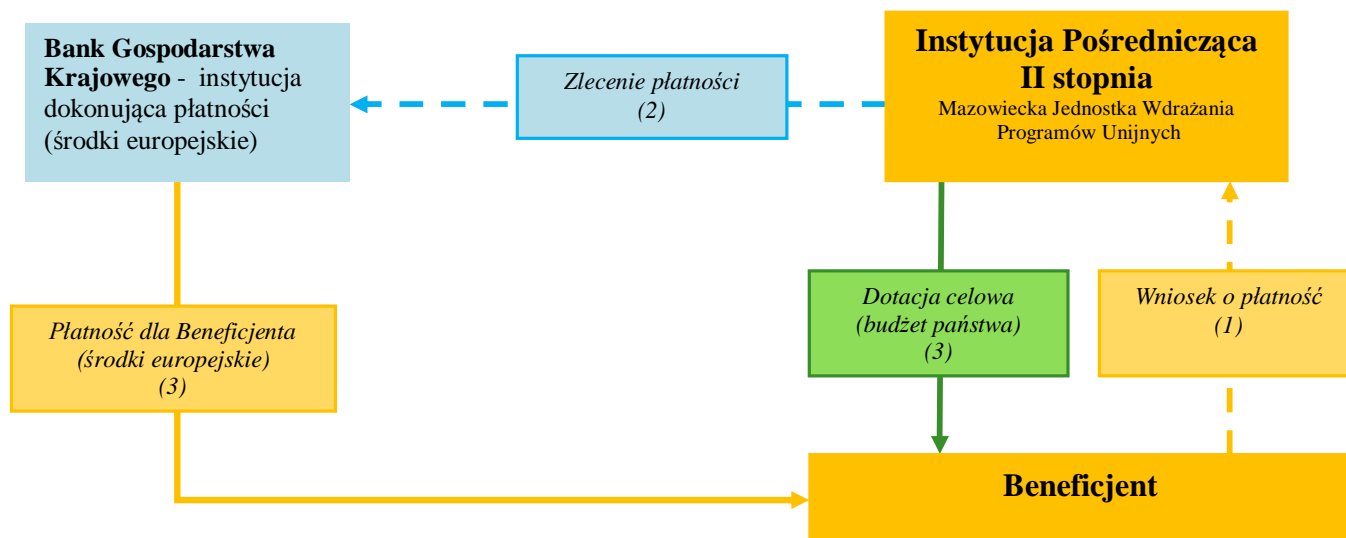 Bank Gospodarstwa
Krajowego - instytucja
dokonująca płatności
(środki europejskie)
Zlecenie płatności
(2)
Instytucja Pośrednicząca
II stopnia
Mazowiecka Jednostka Wdrażania
Programów Unijnych
Płatność dla Beneficjenta
(środki europejskie)
(3)
Dotacja celowa
(budżet państwa)
(3)
Wniosek o płatność
(1)
Beneficjent